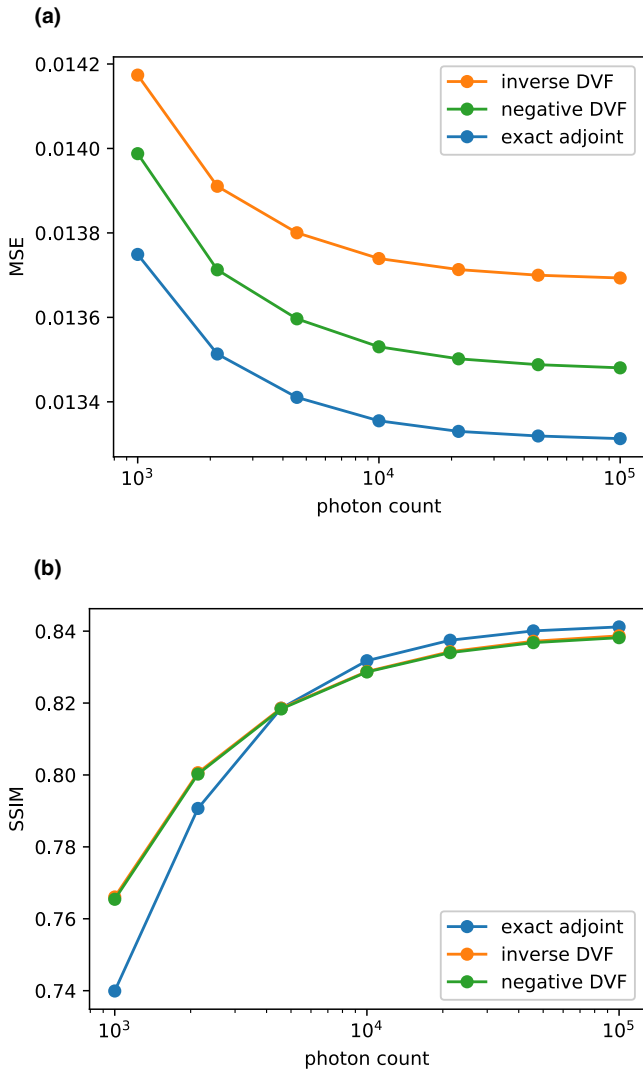 (a)
0.0142
0.0140
0.0138
0.0136
0.0134
MSE
inverse DVF
negative DVF
exact adjoint
10³
10⁴
10⁵
photon count
(b)
0.84
0.82
0.80
0.78
0.76
0.74
SSIM
exact adjoint
inverse DVF
negative DVF
10³
10⁴
10⁵
photon count